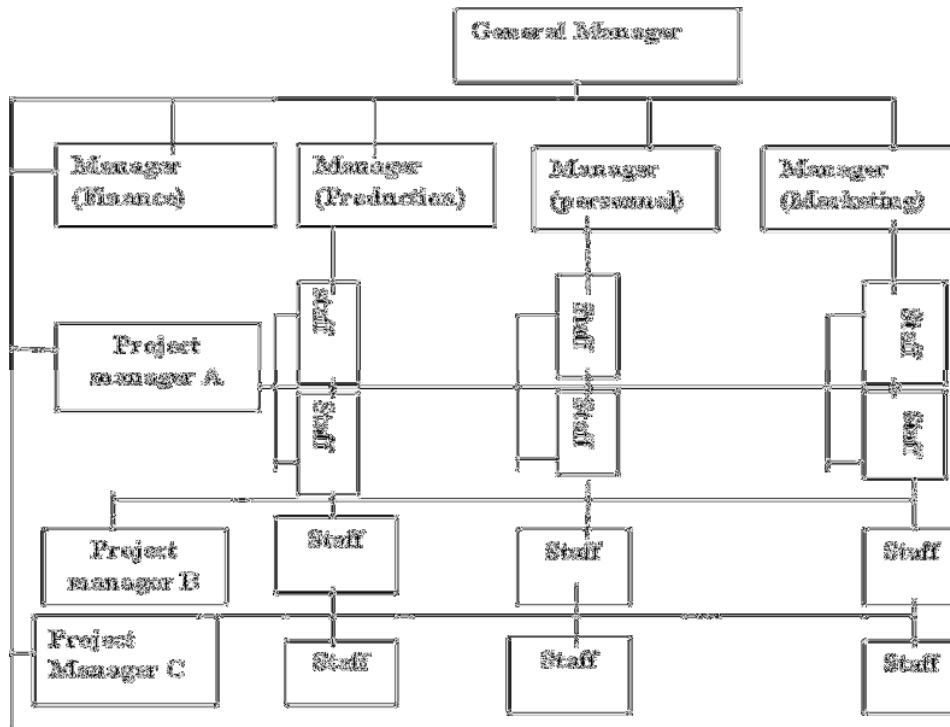 General Manager
Manager
(Finance)
Manager
(Production)
Manager
(personnel)
Manager
(Marketing)
Staff
Staff
Staff
Project
manager A
Staff
Staff
Staff
Project
manager B
Staff
Staff
Staff
Project
Manager C
Staff
Staff
Staff